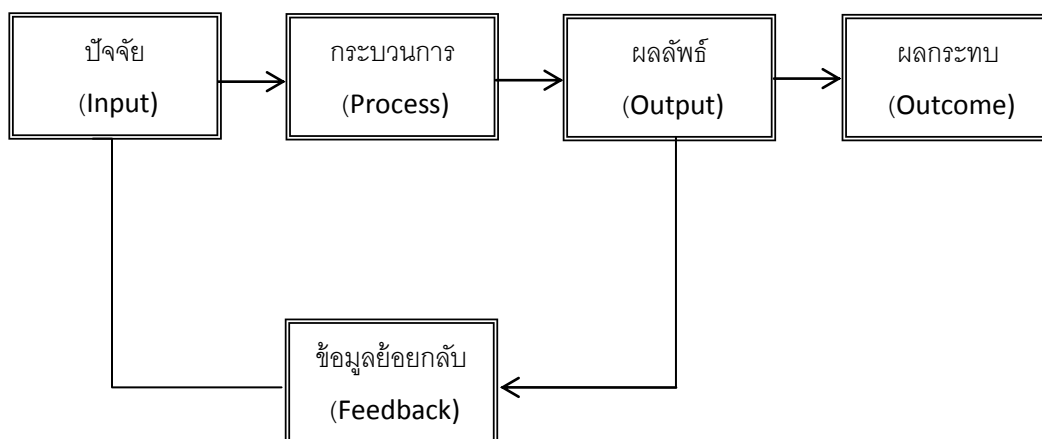 ปัจจัย
(Input)
กระบวนการ
(Process)
ผลลัพธ์
(Output)
ผลกระทบ
(Outcome)
ข้อมูลย้อยกลับ
(Feedback)